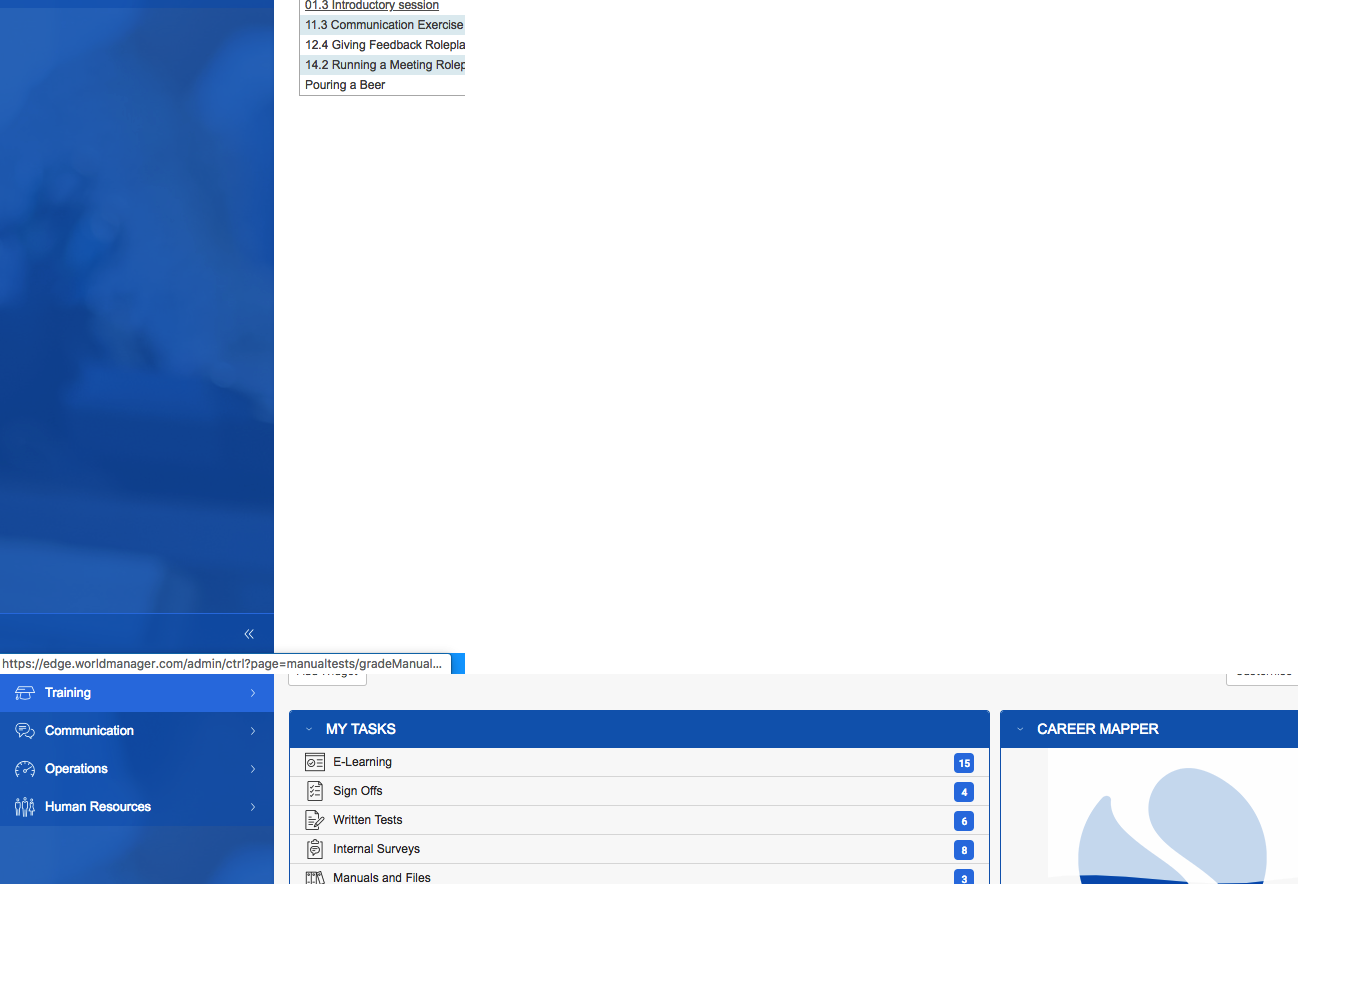 01.3 Introductory session
11.3 Communication Exercise
12.4 Giving Feedback Rolepla
14.2 Running a Meeting Rolep
Pouring a Beer
https://edge.worldmanager.com/admin/ctrl?page=manualtests/gradeManual...
Training
Communication
Operations
Human Resources
MY TASKS
E-Learning 15
Sign Offs 4
Written Tests 6
Internal Surveys 8
Manuals and Files 3
CAREER MAPPER